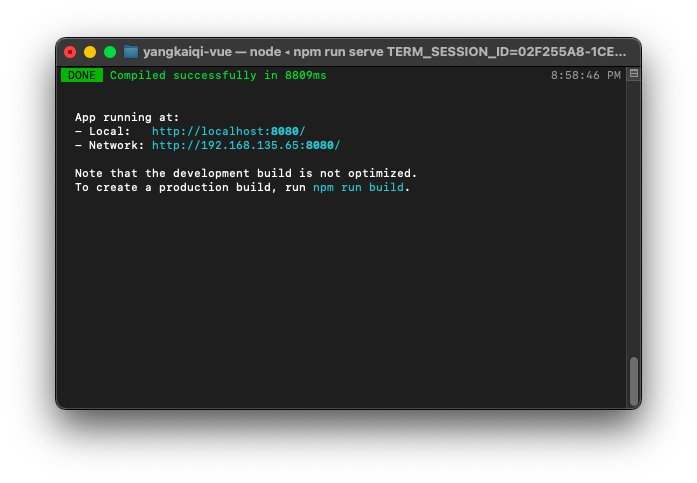 yangkaiqi-vue — node ◂ npm run serve TERM_SESSION_ID=02F255A8-1CE...
DONE Compiled successfully in 8809ms 8:58:46 PM
App running at:
- Local: http://localhost:8080/
- Network: http://192.168.135.65:8080/
Note that the development build is not optimized.
To create a production build, run npm run build.